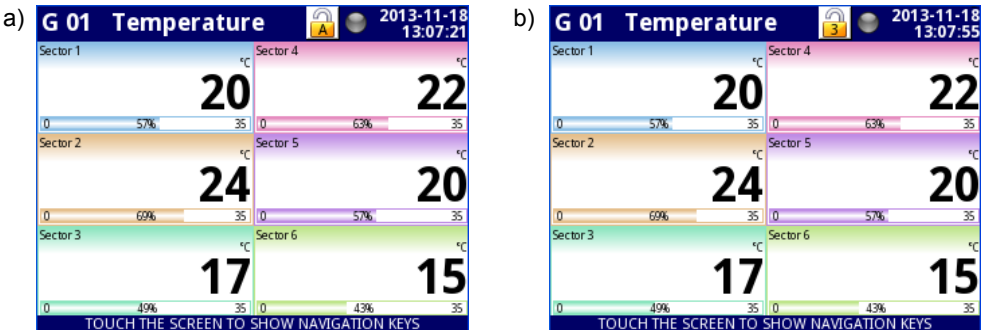 a)
G 01 Temperature A 2013-11-18
13:07:21
Sector 1
°C
20
0 57% 35
Sector 4
°C
22
0 63% 35
Sector 2
°C
24
0 69% 35
Sector 5
°C
20
0 57% 35
Sector 3
°C
17
0 49% 35
Sector 6
°C
15
0 43% 35
TOUCH THE SCREEN TO SHOW NAVIGATION KEYS
b)
G 01 Temperature 3 2013-11-18
13:07:55
Sector 1
°C
20
0 57% 35
Sector 4
°C
22
0 63% 35
Sector 2
°C
24
0 69% 35
Sector 5
°C
20
0 57% 35
Sector 3
°C
17
0 49% 35
Sector 6
°C
15
0 43% 35
TOUCH THE SCREEN TO SHOW NAVIGATION KEYS